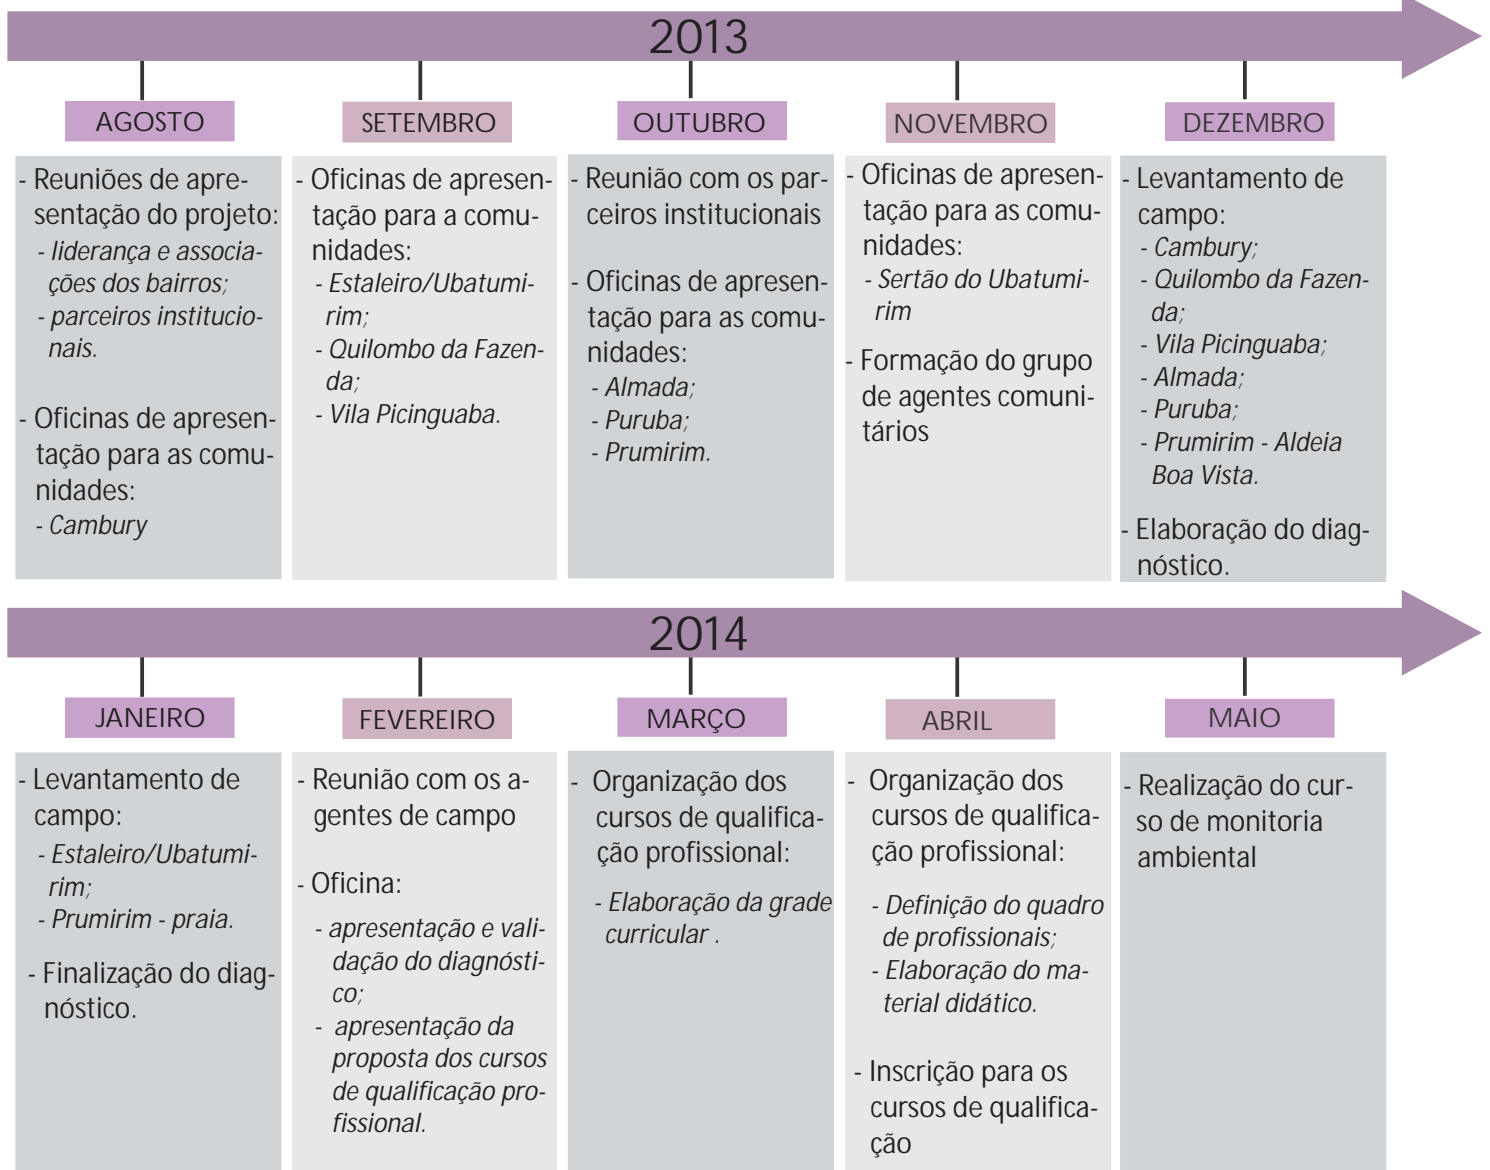 2013
AGOSTO
- Reuniões de apre-
sentação do projeto:
- liderança e associa-
ções dos bairros;
- parceiros institucio-
nais.
- Oficinas de apresen-
tação para as comu-
nidades:
- Cambury
SETEMBRO
- Oficinas de apresen-
tação para a comu-
nidades:
- Estaleiro/Ubatumi-
rim;
- Quilombo da Fazen-
da;
- Vila Picinguaba.
OUTUBRO
- Reunião com os par-
ceiros institucionais
- Oficinas de apresen-
tação para as comu-
nidades:
- Almada;
- Puruba;
- Prumirim.
NOVEMBRO
- Oficinas de apresen-
tação para as comu-
nidades:
- Sertão do Ubatumi-
rim
- Formação do grupo
de agentes comuni-
tários
DEZEMBRO
- Levantamento de
campo:
- Cambury;
- Quilombo da Fazen-
da;
- Vila Picinguaba;
- Almada;
- Puruba;
- Prumirim - Aldeia
Boa Vista.
- Elaboração do diag-
nóstico.
2014
JANEIRO
- Levantamento de
campo:
- Estaleiro/Ubatumi-
rim;
- Prumirim - praia.
- Finalização do diag-
nóstico.
FEVEREIRO
- Reunião com os a-
gentes de campo
- Oficina:
- apresentação e vali-
dação do diagnósti-
co;
- apresentação da
proposta dos cursos
de qualificação pro-
fissional.
MARÇO
- Organização dos
cursos de qualifica-
ção profissional:
- Elaboração da grade
curricular .
ABRIL
- Organização dos
cursos de qualifica-
ção profissional:
- Definição do quadro
de profissionais;
- Elaboração do ma-
terial didático.
- Inscrição para os
cursos de qualifica-
ção
MAIO
- Realização do cur-
so de monitoria
ambiental